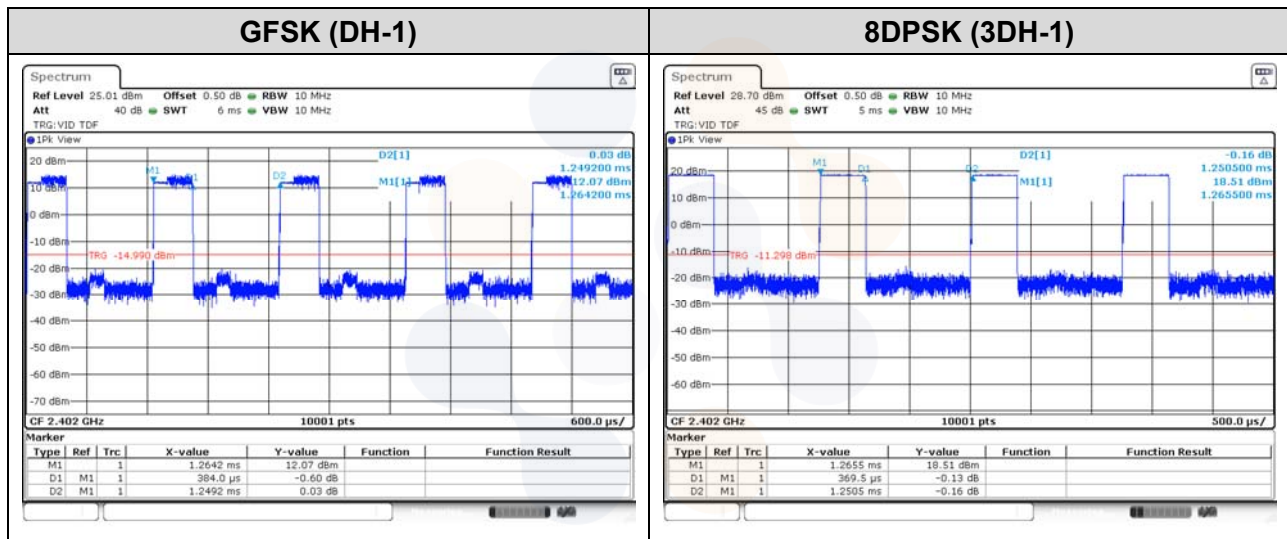 GFSK (DH-1)
8DPSK (3DH-1)
Spectrum
Ref Level 25.01 dBm Offset 0.50 dB RBW 10 MHz
Att 40 dB SWT 6 ms VBW 10 MHz
TRG:VID TDF
1Pk View
D2[1] 0.03 dB
1.249200 ms
M1[1] 12.07 dBm
1.264200 ms
20 dBm
10 dBm
0 dBm
-10 dBm
-20 dBm
-30 dBm
-40 dBm
-50 dBm
-60 dBm
-70 dBm
M1
D1
D2
TRG -14.990 dBm
CF 2.402 GHz 10001 pts 600.0 µs/
Marker
Type Ref Trc X-value Y-value Function Function Result
M1 1 1.2642 ms 12.07 dBm
D1 M1 1 384.0 µs -0.60 dB
D2 M1 1 1.2492 ms 0.03 dB
Spectrum
Ref Level 28.70 dBm Offset 0.50 dB RBW 10 MHz
Att 45 dB SWT 5 ms VBW 10 MHz
TRG:VID TDF
1Pk View
D2[1] -0.16 dB
1.250500 ms
M1[1] 18.51 dBm
1.265500 ms
20 dBm
10 dBm
0 dBm
-10 dBm
-20 dBm
-30 dBm
-40 dBm
-50 dBm
-60 dBm
M1
D1
D2
TRG -11.298 dBm
CF 2.402 GHz 10001 pts 500.0 µs/
Marker
Type Ref Trc X-value Y-value Function Function Result
M1 1 1.2655 ms 18.51 dBm
D1 M1 1 369.5 µs -0.13 dB
D2 M1 1 1.2505 ms -0.16 dB